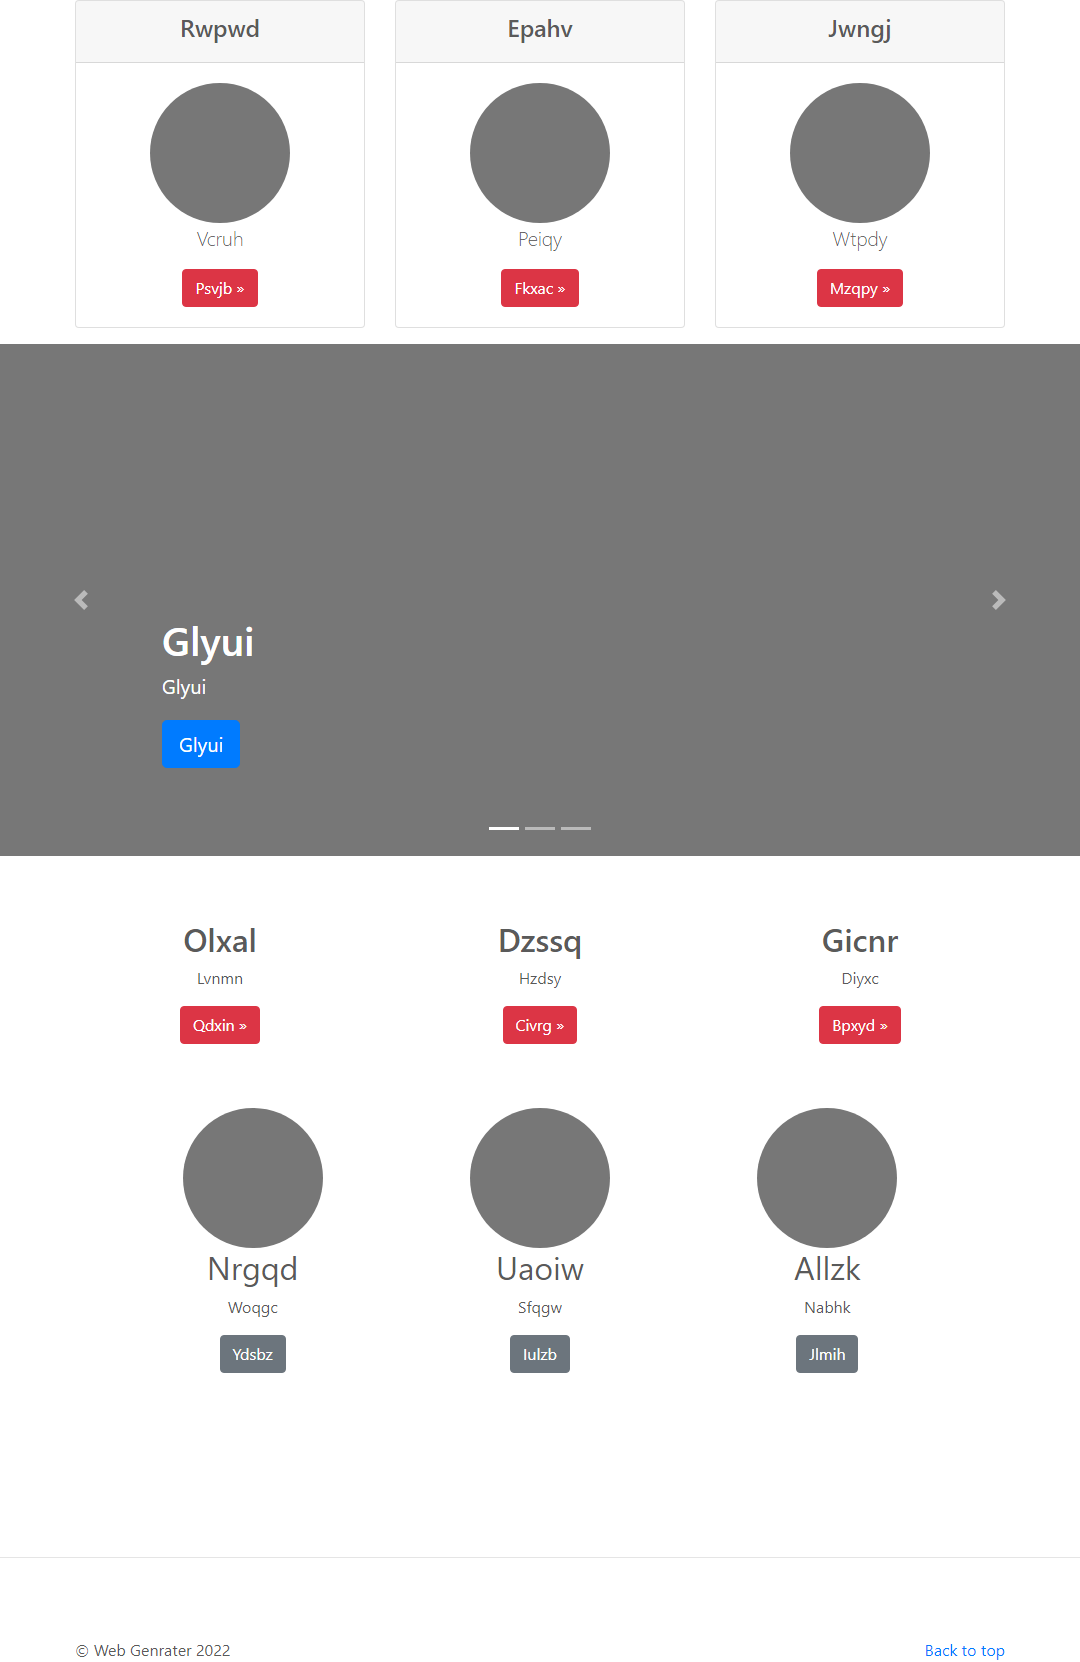 Rwpwd Epahv Jwngj
Vcruh Peiqy Wtpdy
Psvjb » Fkxac » Mzqpy »
Glyui
Glyui
Glyui
Olxal Dzssq Gicnr
Lvnmn Hzdsy Diyxc
Qdxin » Civrg » Bpxyd »
Nrgqd Uaoiw Allzk
Woqgc Sfqgw Nabhk
Ydsbz Iulzb Jlmih
© Web Genrater 2022 Back to top